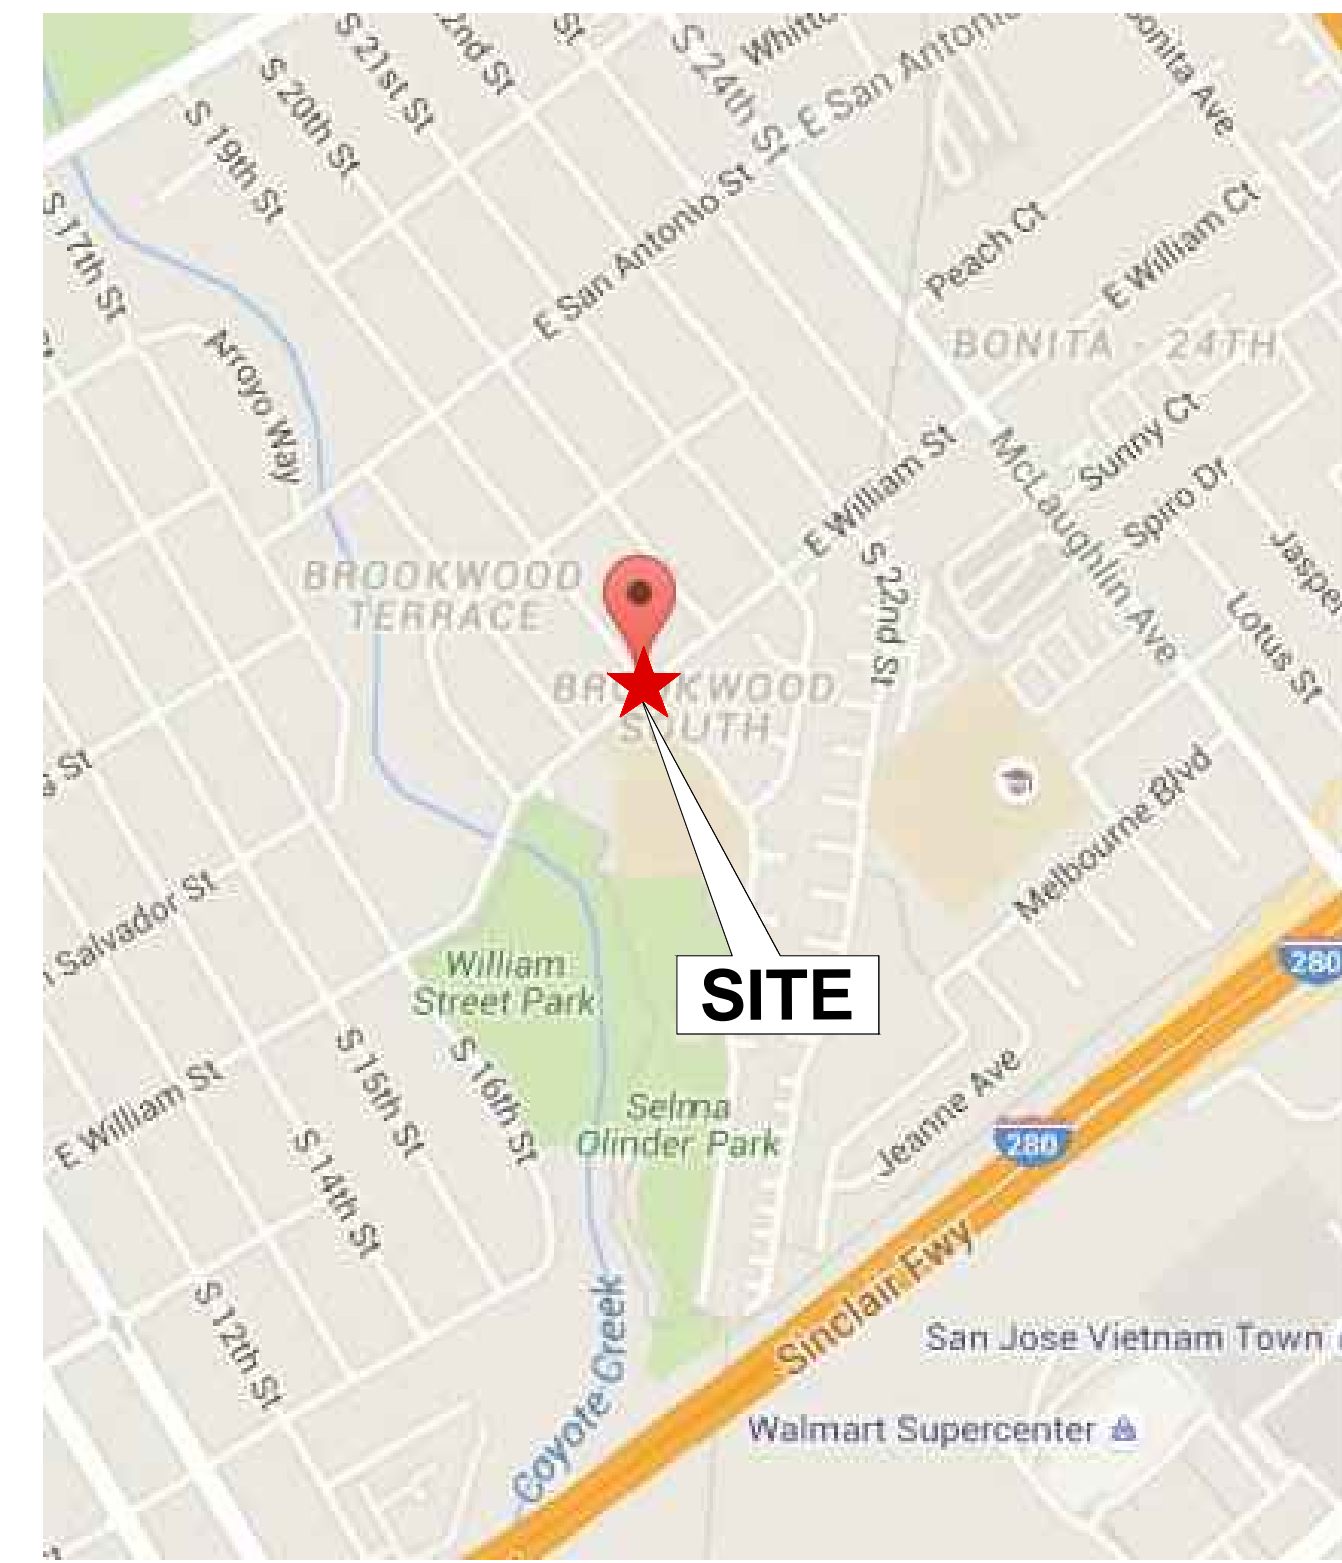 S 21st St
S 24th St
E San Antonio
S 20th St
S 19th St
S 17th St
E San Antonio St
Peach Ct
E William Ct
Arroyo Way
BONITA - 24TH
Sunny Ct
E William St
McLaughlin Ave
Spiro Dr
S 22nd St
Lotus St
BROOKWOOD
TERRACE
BROOKWOOD
SOUTH
Melbourne Blvd
Salvador St
280
William
Street Park
SITE
S 15th St
S 16th St
Jeanne Ave
E William St
Selma
Olinder Park
280
S 14th St
Sinclair Fwy
S 12th St
Coyote Creek
San Jose Vietnam Town
Walmart Supercenter